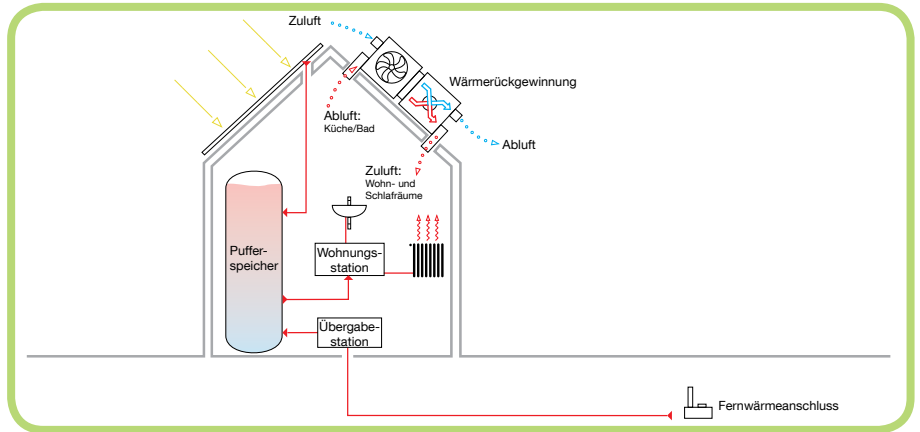 Zuluft
Wärmerückgewinnung
Abluft:
Küche/Bad
Abluft
Zuluft:
Wohn- und
Schlafräume
Puffer-
speicher
Wohnungs-
station
Übergabe-
station
Fernwärmeanschluss